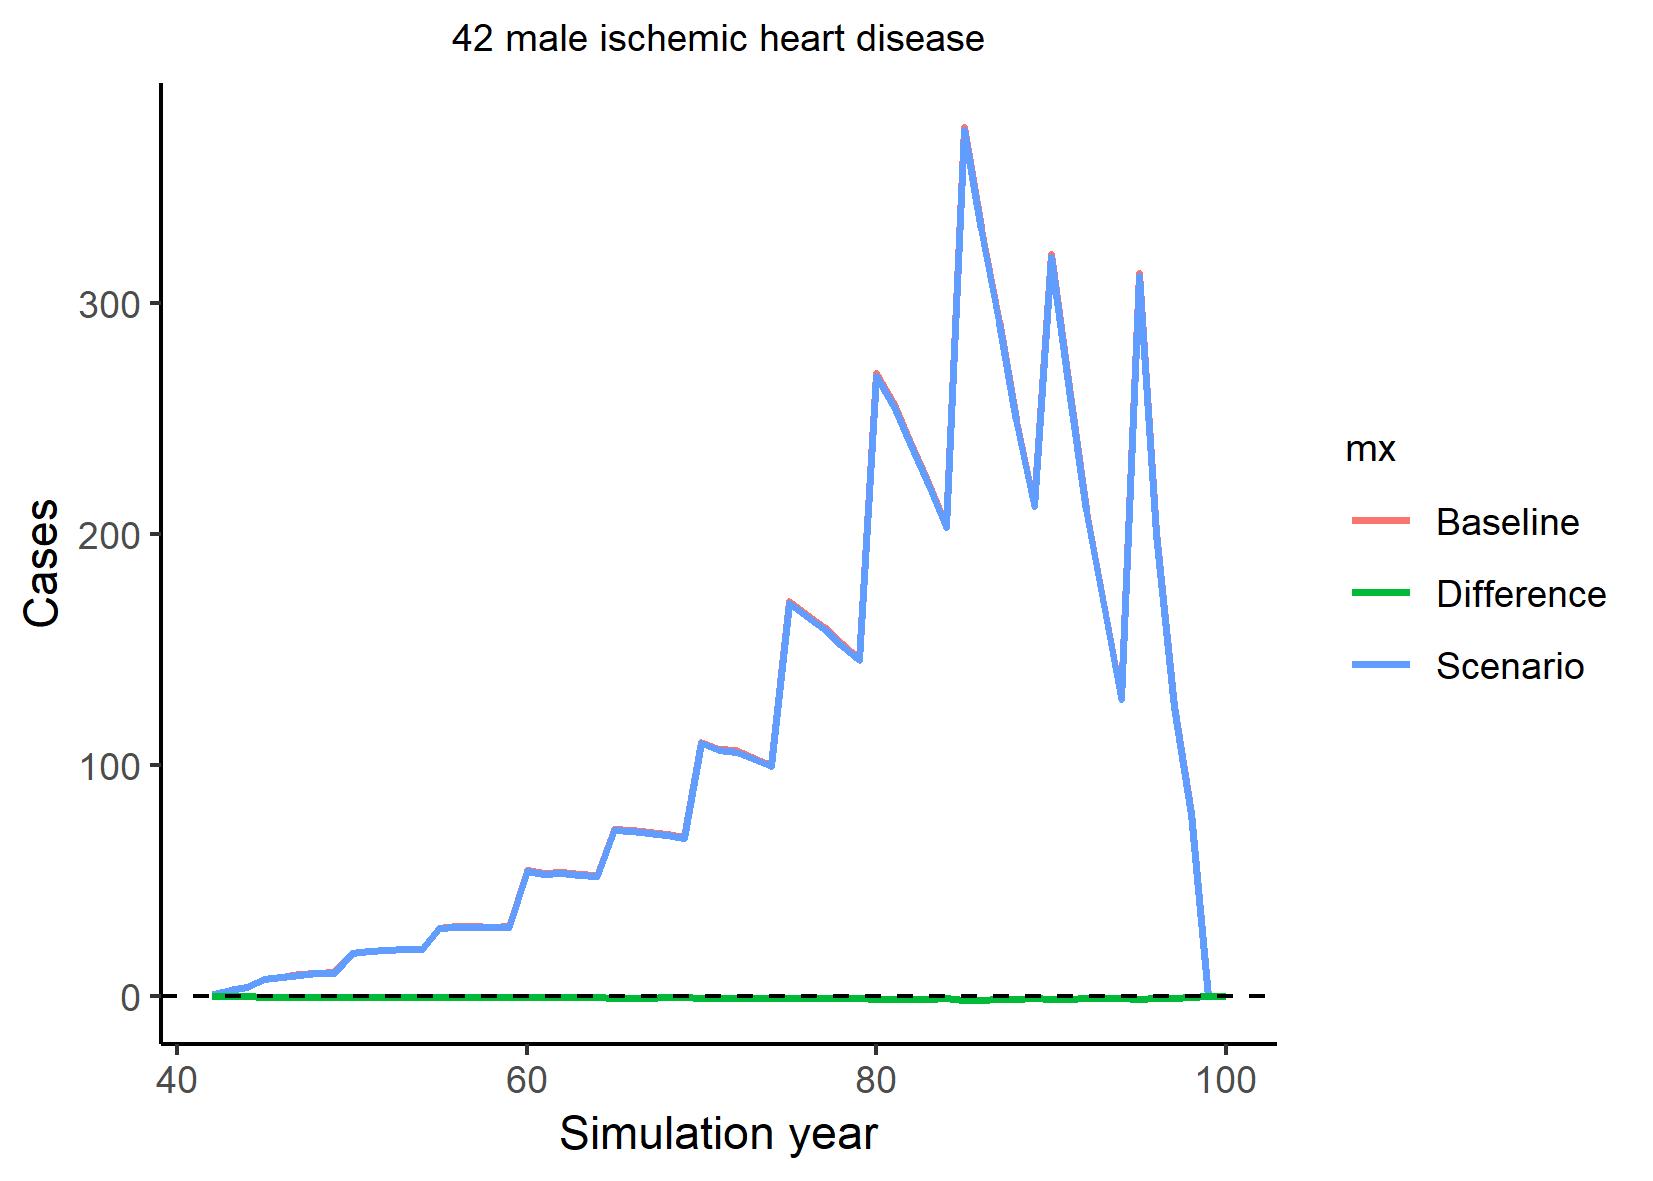 42 male ischemic heart disease
Cases
300
200
100
0
40 60 80 100
Simulation year
mx
Baseline
Difference
Scenario